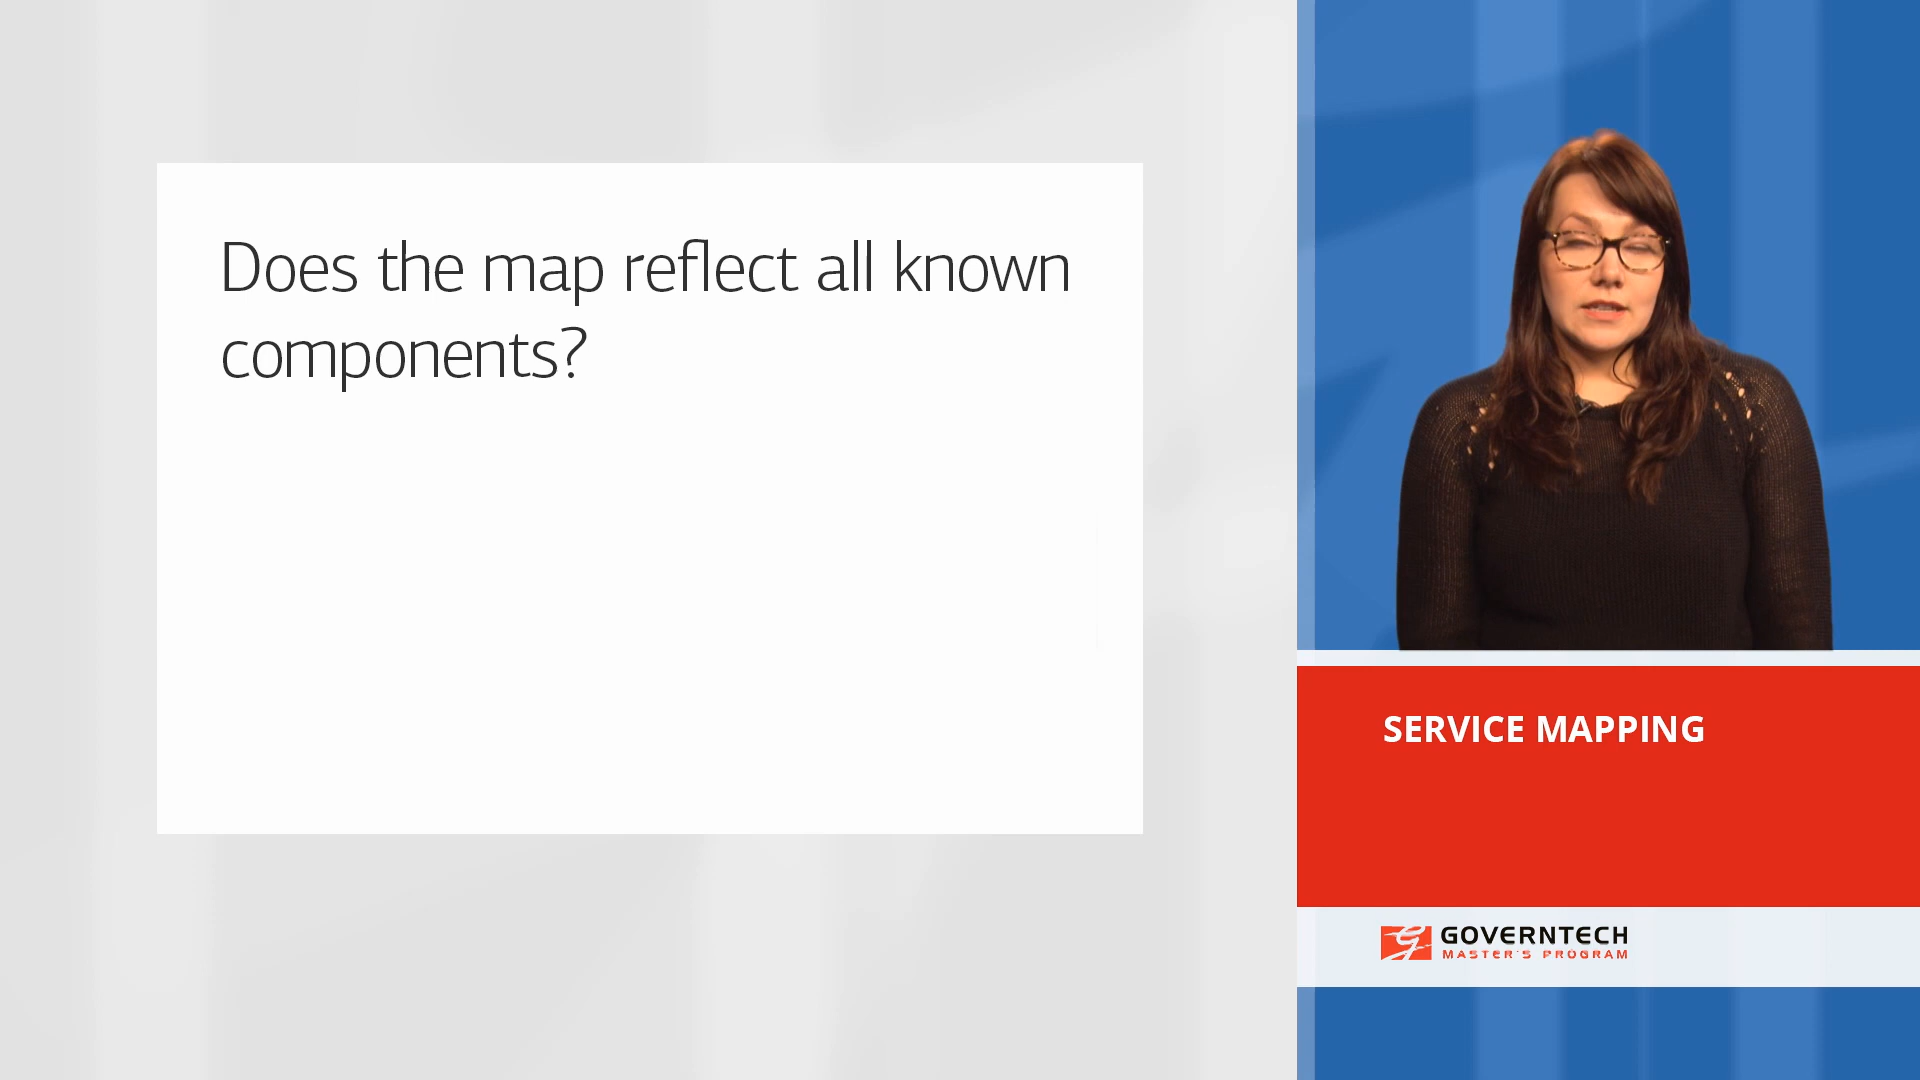 Does the map reflect all known
components?
SERVICE MAPPING
GOVERNTECH
MASTER'S PROGRAM